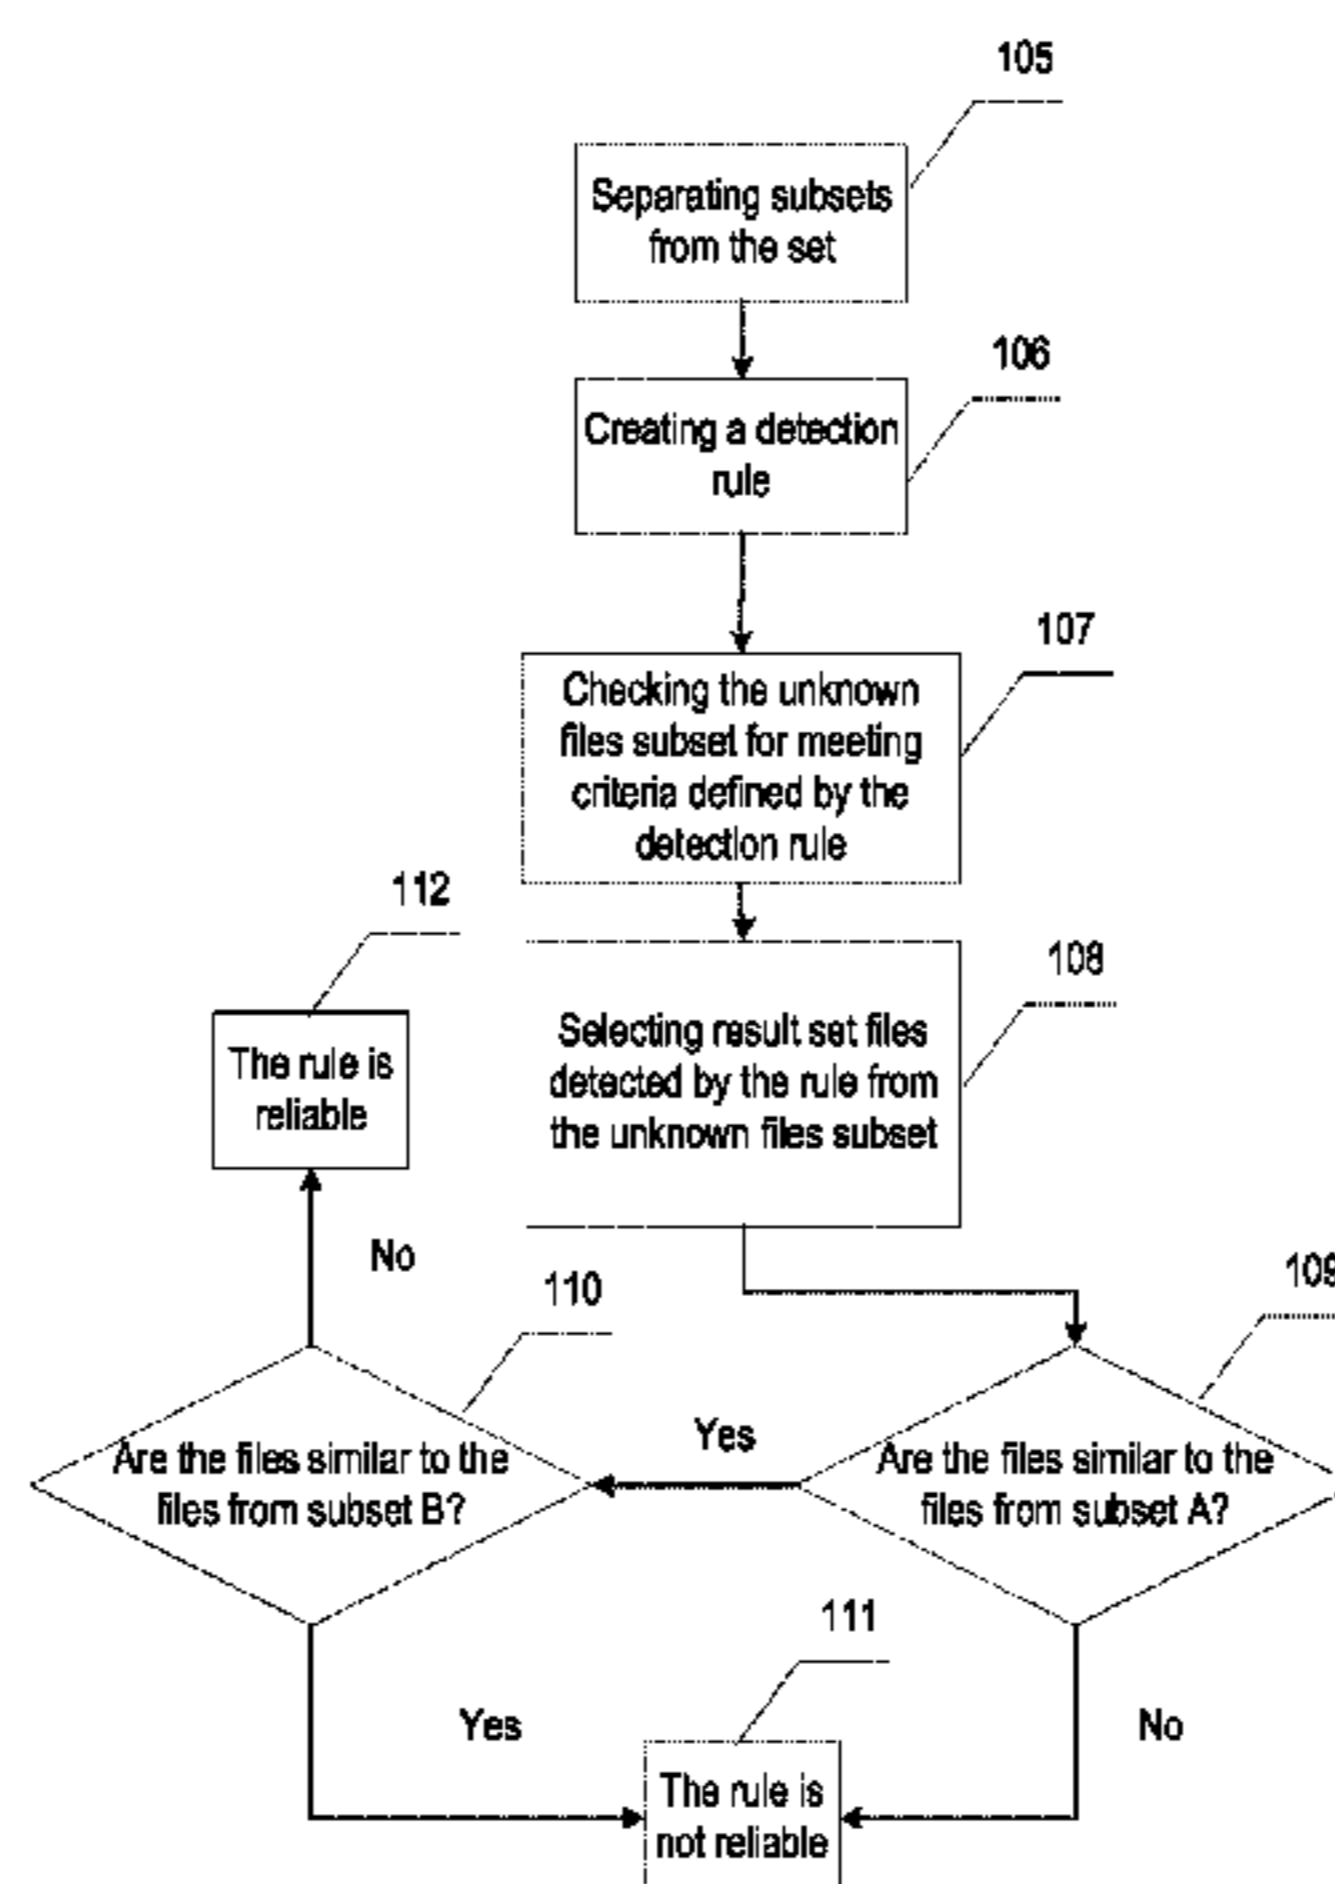 105
Separating subsets
from the set
106
Creating a detection
rule
107
Checking the unknown
files subset for meeting
criteria defined by the
detection rule
112
108
The rule is
reliable
Selecting result set files
detected by the rule from
the unknown files subset
No
110
109
Yes
Are the files similar to the
files from subset B?
Are the files similar to the
files from subset A?
111
Yes
No
The rule is
not reliable